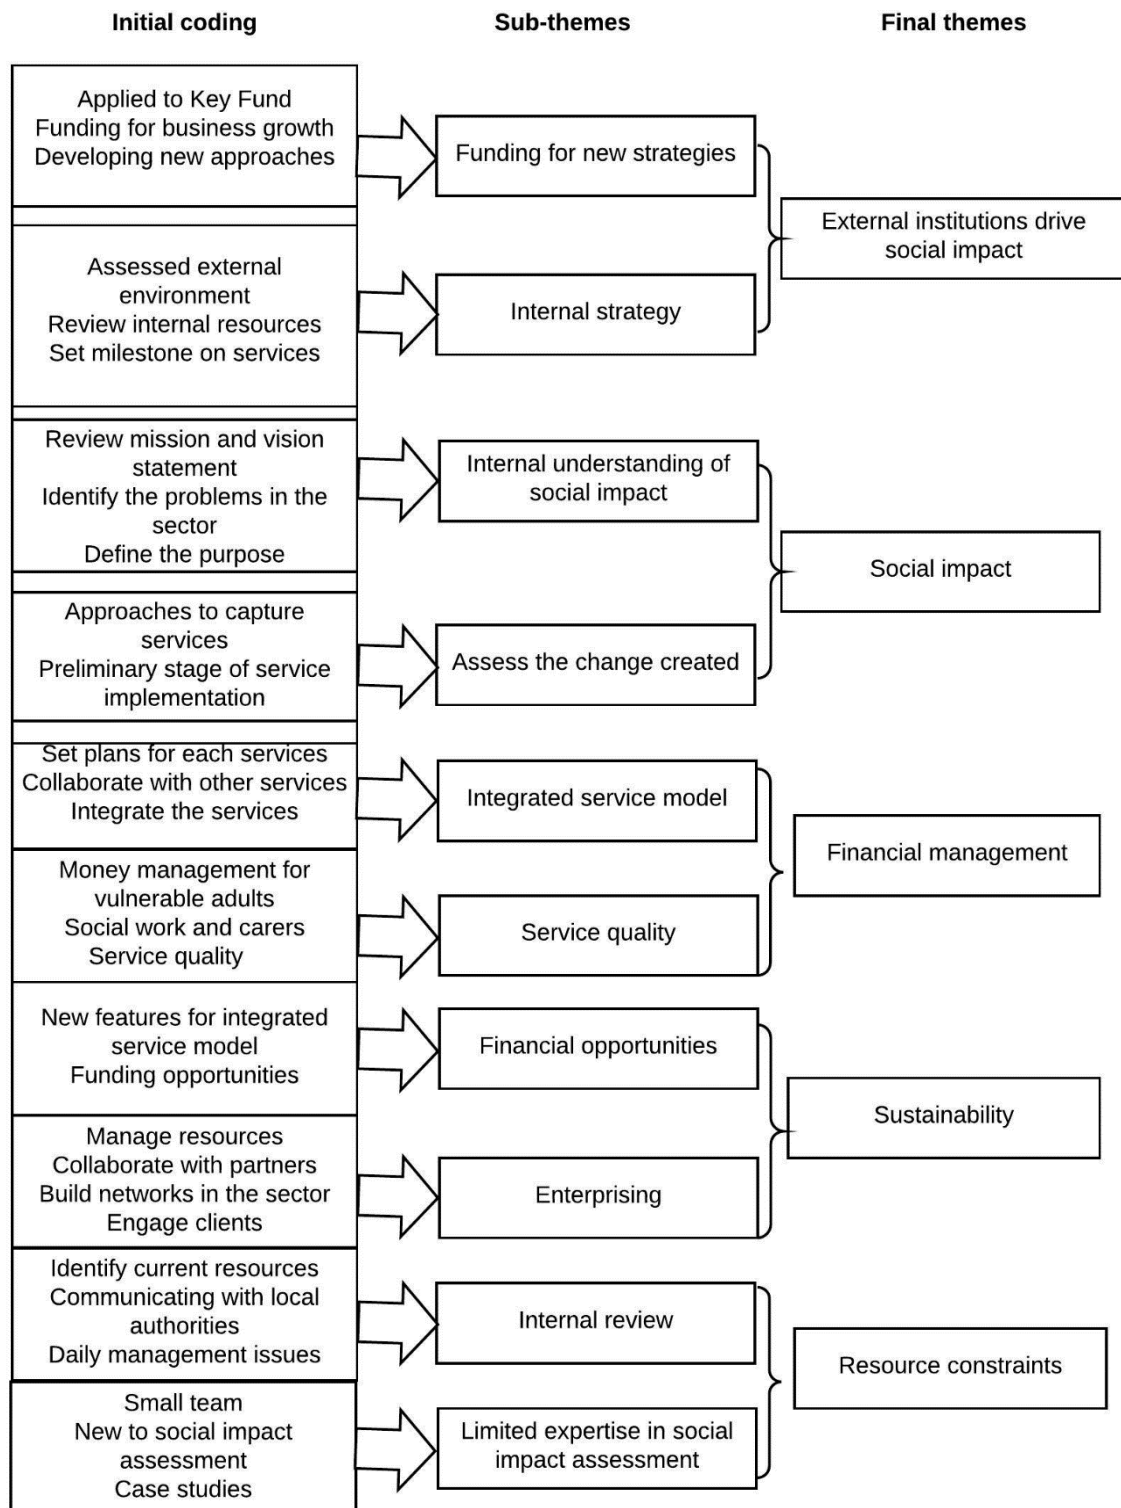 Initial coding
Sub-themes
Final themes
Applied to Key Fund
Funding for business growth
Developing new approaches
Funding for new strategies
External institutions drive
social impact
Assessed external
environment
Review internal resources
Set milestone on services
Internal strategy
Review mission and vision
statement
Identify the problems in the
sector
Define the purpose
Internal understanding of
social impact
Social impact
Approaches to capture
services
Preliminary stage of service
implementation
Assess the change created
Set plans for each services
Collaborate with other services
Integrate the services
Integrated service model
Financial management
Money management for
vulnerable adults
Social work and carers
Service quality
Service quality
New features for integrated
service model
Funding opportunities
Financial opportunities
Sustainability
Manage resources
Collaborate with partners
Build networks in the sector
Engage clients
Enterprising
Identify current resources
Communicating with local
authorities
Daily management issues
Internal review
Resource constraints
Small team
New to social impact
assessment
Case studies
Limited expertise in social
impact assessment